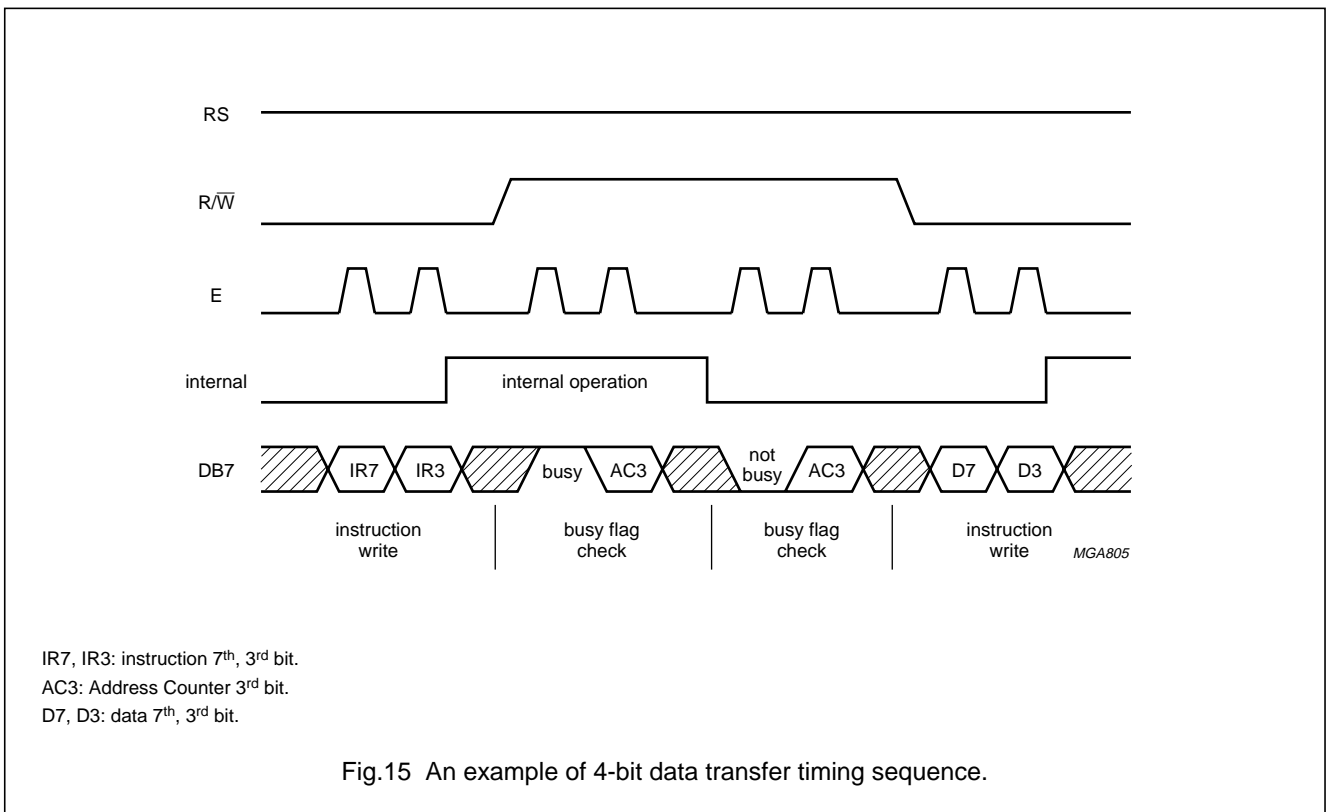 RS
R/W̅
E
internal
internal operation
DB7
IR7 IR3 busy AC3 not busy AC3 D7 D3
instruction write
busy flag check
busy flag check
instruction write
MGA805
IR7, IR3: instruction 7th, 3rd bit.
AC3: Address Counter 3rd bit.
D7, D3: data 7th, 3rd bit.
Fig.15 An example of 4-bit data transfer timing sequence.